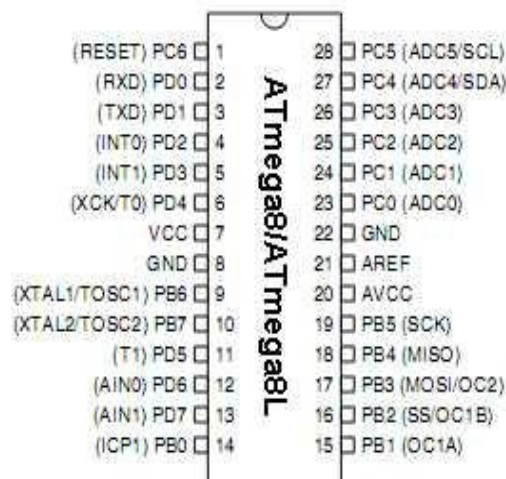 (RESET) PC6 1
(RXD) PD0 2
(TXD) PD1 3
(INT0) PD2 4
(INT1) PD3 5
(XCK/T0) PD4 6
VCC 7
GND 8
(XTAL1/TOSC1) PB6 9
(XTAL2/TOSC2) PB7 10
(T1) PD5 11
(AIN0) PD6 12
(AIN1) PD7 13
(ICP1) PB0 14
ATmega8/ATmega8L
28 PC5 (ADC5/SCL)
27 PC4 (ADC4/SDA)
26 PC3 (ADC3)
25 PC2 (ADC2)
24 PC1 (ADC1)
23 PC0 (ADC0)
22 GND
21 AREF
20 AVCC
19 PB5 (SCK)
18 PB4 (MISO)
17 PB3 (MOSI/OC2)
16 PB2 (SS/OC1B)
15 PB1 (OC1A)